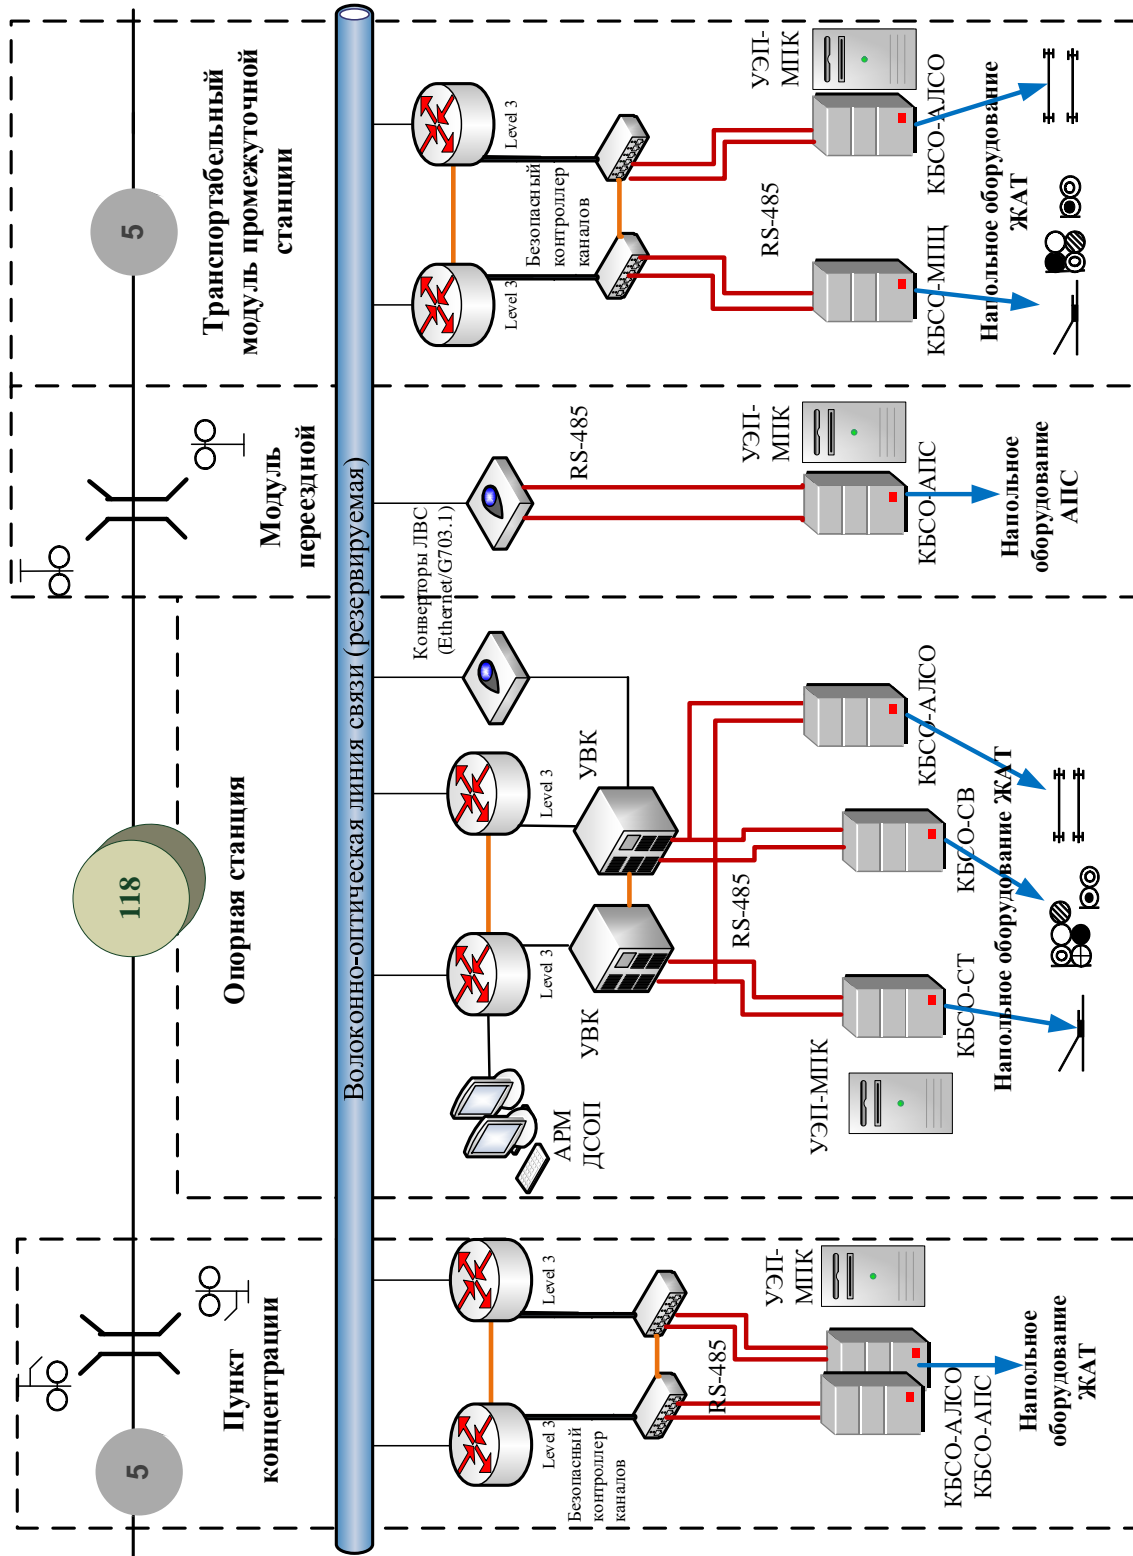 5
Пункт
концентрации
118
Опорная станция
Модуль
переездной
5
Транспортабельный
модуль промежуточной
станции
Волоконно-оптическая линия связи (резервируемая)
Level 3
Level 3
Безопасный
контроллер
каналов
RS-485
УЭП-
МПК
КБСО-АЛСО
КБСО-АПС
Напольное
оборудование
ЖАТ
АРМ
ДСОП
Level 3
Level 3
Конверторы ЛВС
(Ethernet/G703.1)
УВК
УВК
RS-485
УЭП-МПК
КБСО-СТ
КБСО-СВ
КБСО-АЛСО
Напольное оборудование ЖАТ
RS-485
УЭП-
МПК
КБСО-АПС
Напольное
оборудование
АПС
Level 3
Level 3
Безопасный
контроллер
каналов
RS-485
УЭП-
МПК
КБСО-МПЦ
КБСО-АЛСО
Напольное оборудование
ЖАТ